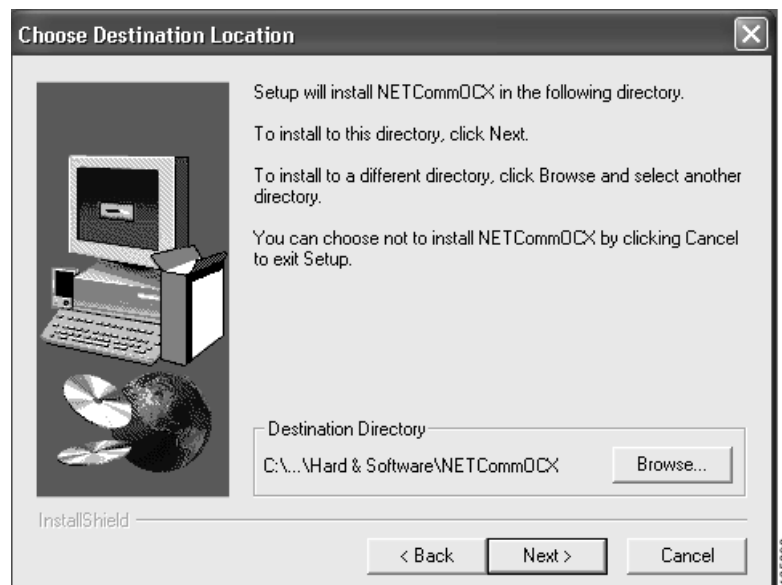 Choose Destination Location
Setup will install NETCommOCX in the following directory.
To install to this directory, click Next.
To install to a different directory, click Browse and select another
directory.
You can choose not to install NETCommOCX by clicking Cancel
to exit Setup.
Destination Directory
C:\...\Hard & Software\NETCommOCX
Browse...
InstallShield
< Back
Next >
Cancel